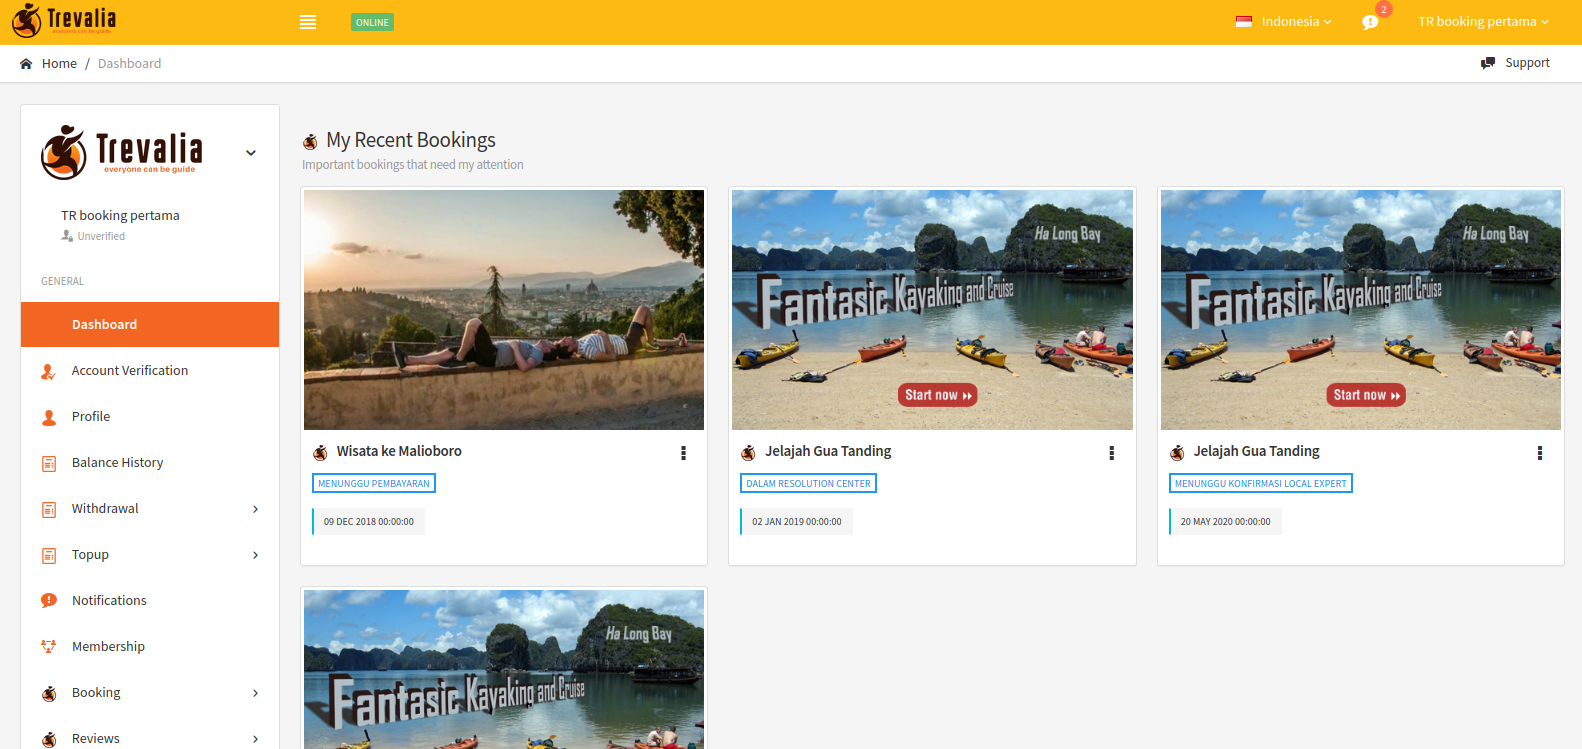 Trevalia
everyone can be guide
ONLINE
Indonesia
2
TR booking pertama
Home / Dashboard
Support
Trevalia
everyone can be guide
TR booking pertama
Unverified
GENERAL
Dashboard
Account Verification
Profile
Balance History
Withdrawal
Topup
Notifications
Membership
Booking
Reviews
My Recent Bookings
Important bookings that need my attention
Wisata ke Malioboro
MENUNGGU PEMBAYARAN
09 DEC 2018 00:00:00
Ha Long Bay
Fantasic Kayaking and Cruise
Start now
Jelajah Gua Tanding
DALAM RESOLUTION CENTER
02 JAN 2019 00:00:00
Ha Long Bay
Fantasic Kayaking and Cruise
Start now
Jelajah Gua Tanding
MENUNGGU KONFIRMASI LOCAL EXPERT
20 MAY 2020 00:00:00
Ha Long Bay
Fantasic Kayaking and Cruise